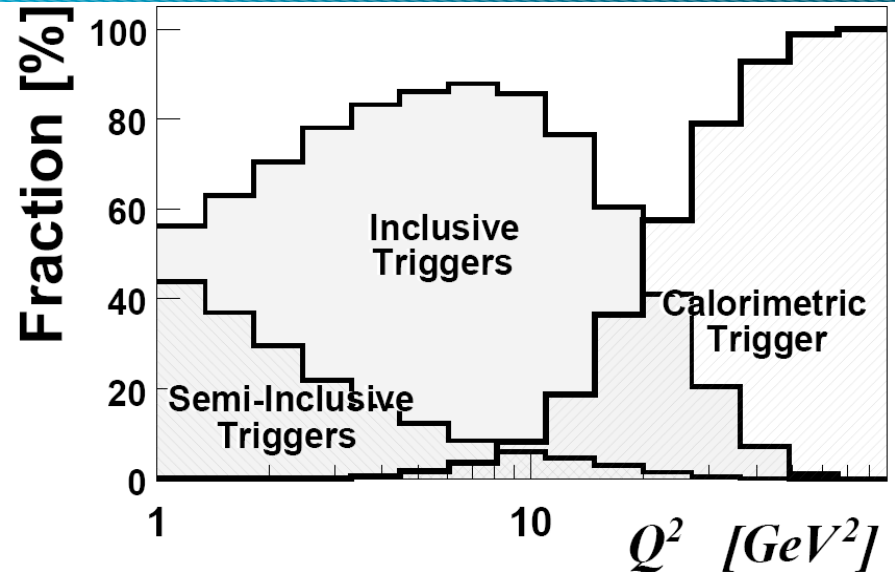 Fraction [%]
100
80
60
40
20
0
Inclusive
Triggers
Calorimetric
Trigger
Semi-Inclusive
Triggers
1
10
Q² [GeV²]